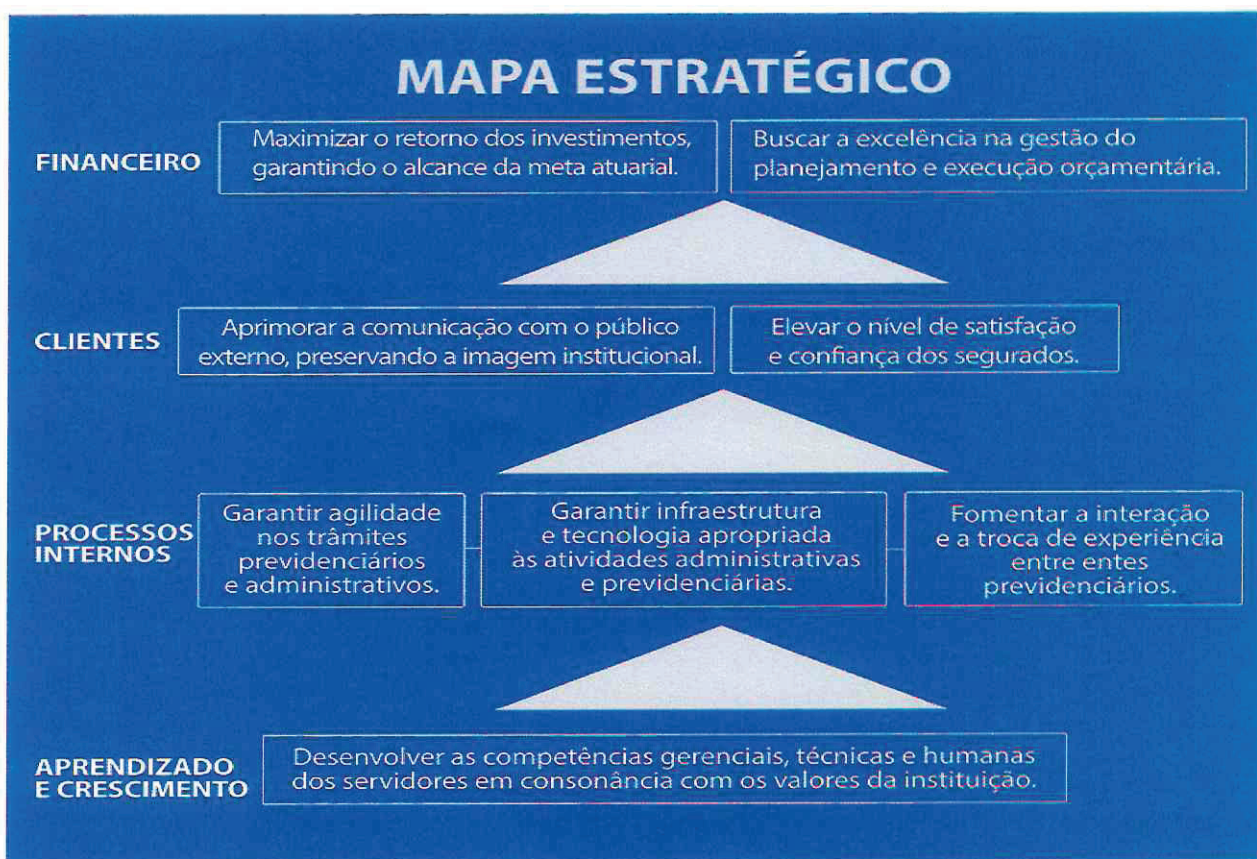 MAPA ESTRATÉGICO
FINANCEIRO
Maximizar o retorno dos investimentos,
garantindo o alcance da meta atuarial.
Buscar a excelência na gestão do
planejamento e execução orçamentária.
CLIENTES
Aprimorar a comunicação com o público
externo, preservando a imagem institucional.
Elevar o nível de satisfação
e confiança dos segurados.
PROCESSOS
INTERNOS
Garantir agilidade
nos trâmites
previdenciários
e administrativos.
Garantir infraestrutura
e tecnologia apropriada
às atividades administrativas
e previdenciárias.
Fomentar a interação
e a troca de experiência
entre entes
previdenciários.
APRENDIZADO
E CRESCIMENTO
Desenvolver as competências gerenciais, técnicas e humanas
dos servidores em consonância com os valores da instituição.